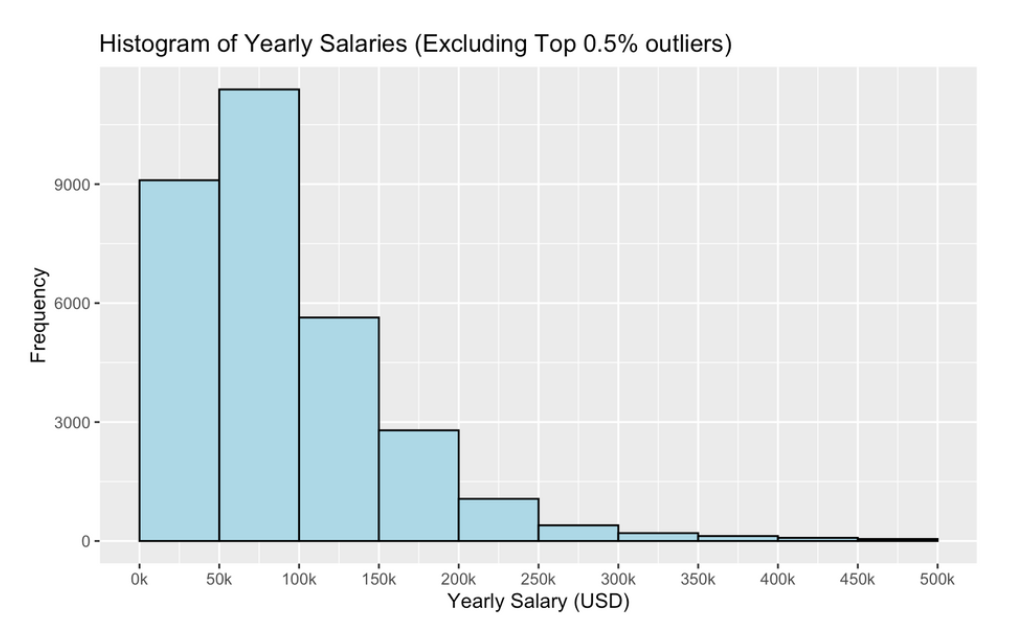 Histogram of Yearly Salaries (Excluding Top 0.5% outliers)
Frequency
9000
6000
3000
0
0k 50k 100k 150k 200k 250k 300k 350k 400k 450k 500k
Yearly Salary (USD)